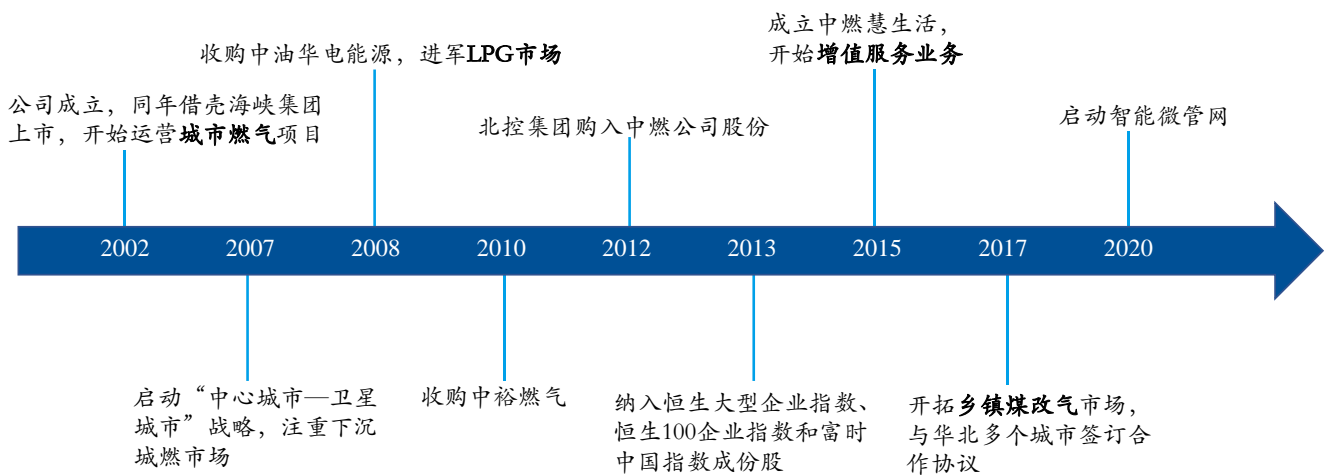 收购中油华电能源，进军LPG市场
成立中燃慧生活，
开始增值服务业务
公司成立，同年借壳海峡集团
上市，开始运营城市燃气项目
北控集团购入中燃公司股份
启动智能微管网
2002
2007
2008
2010
2012
2013
2015
2017
2020
启动“中心城市—卫星
城市”战略，注重下沉
城燃市场
收购中裕燃气
纳入恒生大型企业指数、
恒生100企业指数和富时
中国指数成份股
开拓乡镇煤改气市场，
与华北多个城市签订合
作协议